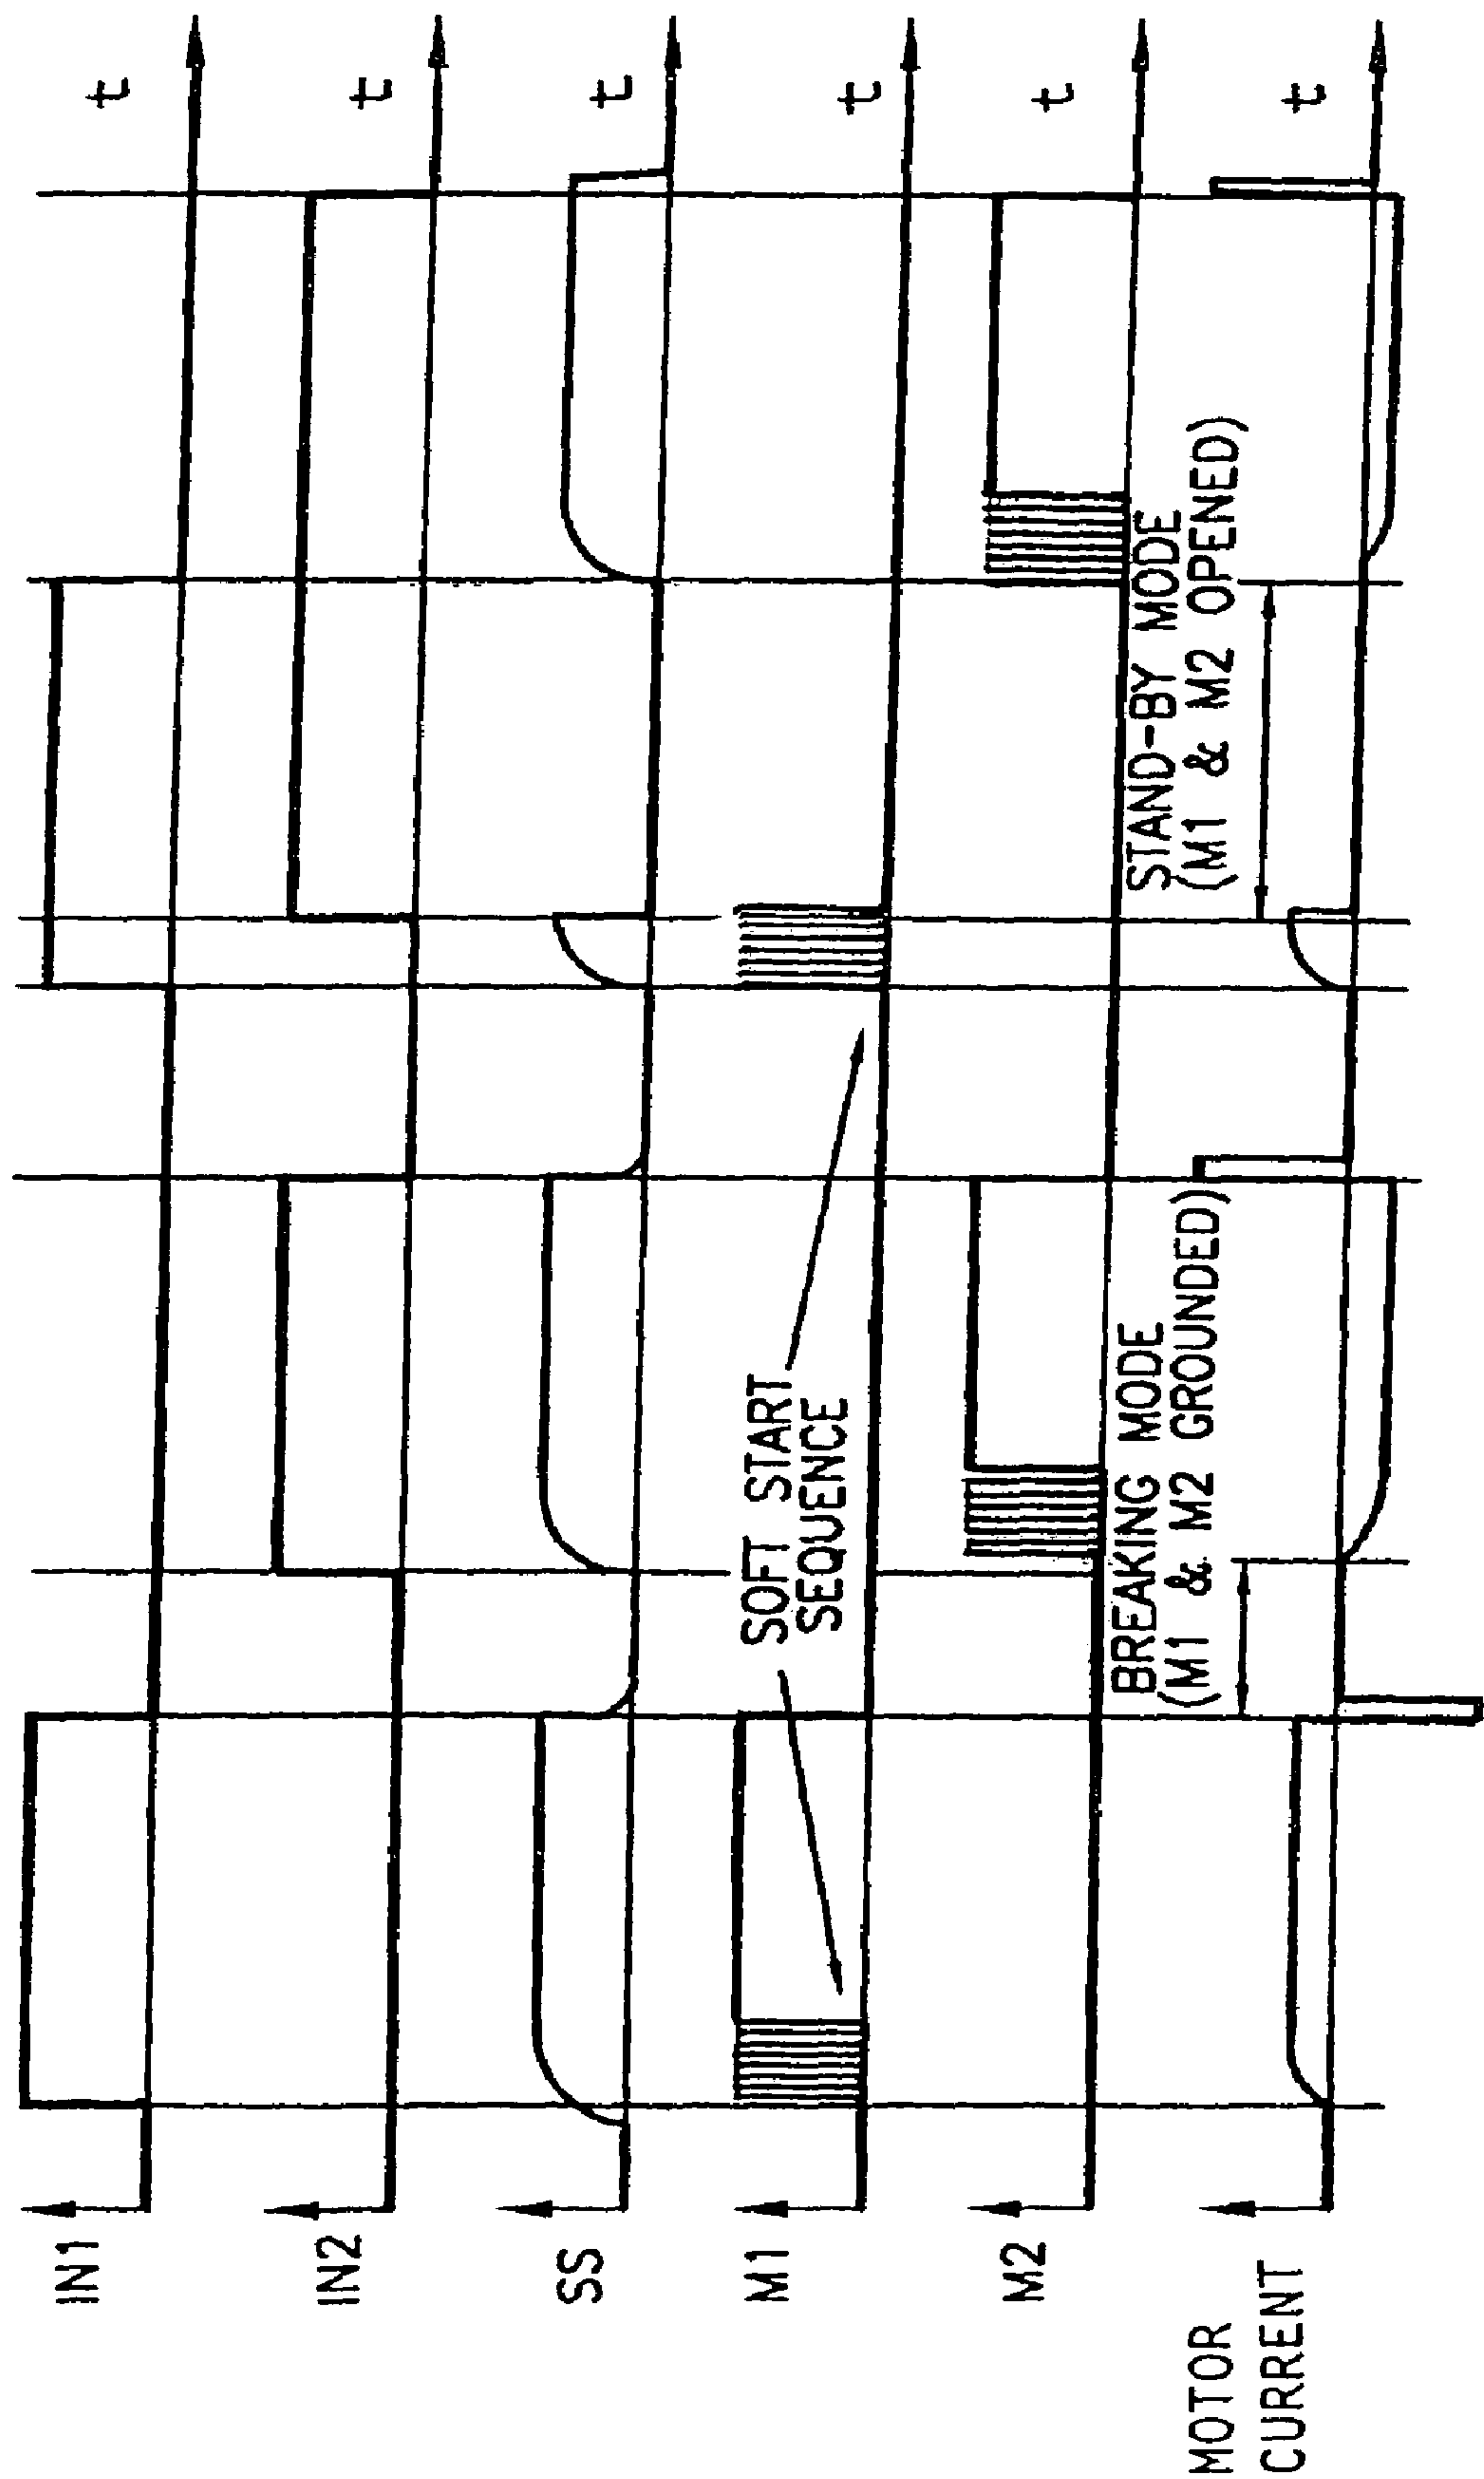 IN1
t
IN2
t
SS
t
M1
SOFT START
SEQUENCE
t
M2
t
BREAKING MODE
(M1 & M2 GROUNDED)
STAND-BY MODE
(M1 & M2 OPENED)
MOTOR
CURRENT
t